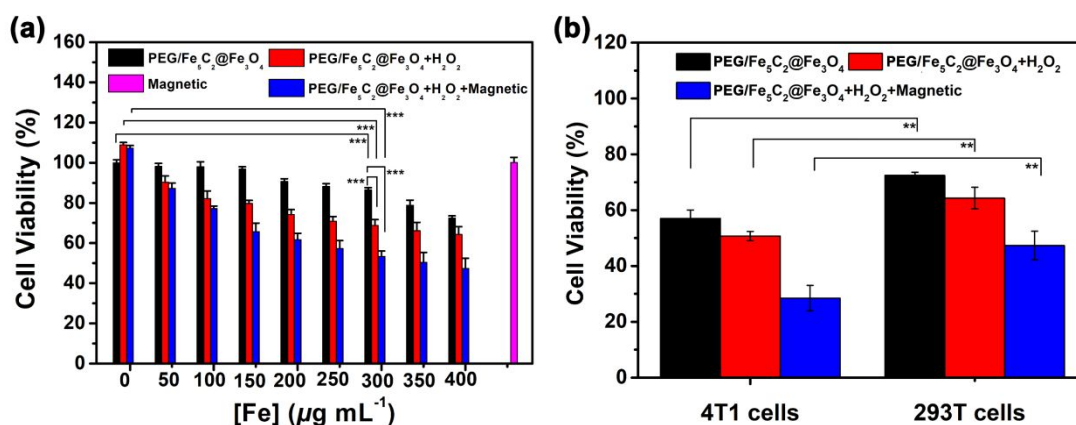 (a)
PEG/Fe₅C₂@Fe₃O₄ PEG/Fe₅C₂@Fe₃O₄+H₂O₂
Magnetic PEG/Fe₅C₂@Fe₃O₄+H₂O₂+Magnetic
160
140
120
100
80
60
40
20
0
Cell Viability (%)
***
***
***
***
***
0 50 100 150 200 250 300 350 400
[Fe] (µg mL⁻¹)
(b)
PEG/Fe₅C₂@Fe₃O₄ PEG/Fe₅C₂@Fe₃O₄+H₂O₂
PEG/Fe₅C₂@Fe₃O₄+H₂O₂+Magnetic
120
100
80
60
40
20
0
Cell Viability (%)
**
**
**
4T1 cells 293T cells